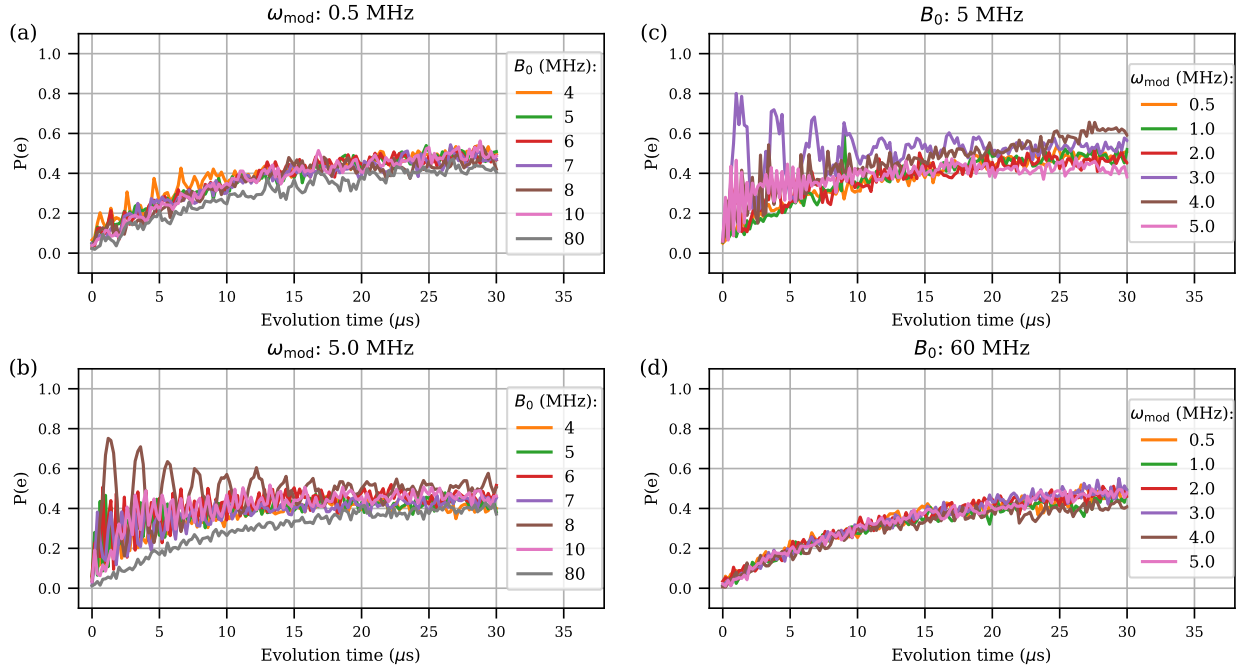 (a)
ω_mod: 0.5 MHz
P(e)
1.0
0.8
0.6
0.4
0.2
0.0
B₀ (MHz):
4
5
6
7
8
10
80
0 5 10 15 20 25 30 35
Evolution time (μs)
(c)
B₀: 5 MHz
P(e)
1.0
0.8
0.6
0.4
0.2
0.0
ω_mod (MHz):
0.5
1.0
2.0
3.0
4.0
5.0
0 5 10 15 20 25 30 35
Evolution time (μs)
(b)
ω_mod: 5.0 MHz
P(e)
1.0
0.8
0.6
0.4
0.2
0.0
B₀ (MHz):
4
5
6
7
8
10
80
0 5 10 15 20 25 30 35
Evolution time (μs)
(d)
B₀: 60 MHz
P(e)
1.0
0.8
0.6
0.4
0.2
0.0
ω_mod (MHz):
0.5
1.0
2.0
3.0
4.0
5.0
0 5 10 15 20 25 30 35
Evolution time (μs)